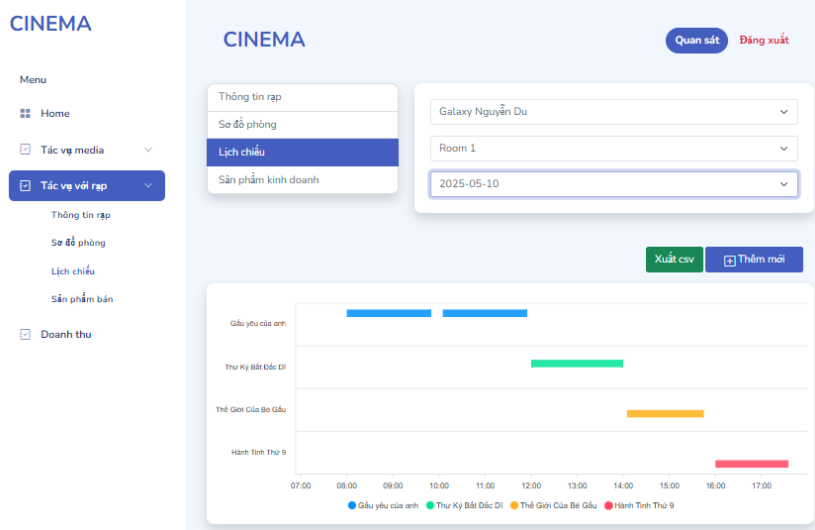 CINEMA
Menu
Home
Tác vụ media
Tác vụ với rạp
Thông tin rạp
Sơ đồ phòng
Lịch chiếu
Sản phẩm bán
Doanh thu
CINEMA
Quan sát
Đăng xuất
Thông tin rạp
Sơ đồ phòng
Lịch chiếu
Sản phẩm kinh doanh
Galaxy Nguyễn Du
Room 1
2025-05-10
Xuất csv
Thêm mới
Gấu yêu của anh
Thư Ký Bất Đắc Dĩ
Thế Giới Của Bé Gấu
Hành Tinh Thứ 9
07:00 08:00 09:00 10:00 11:00 12:00 13:00 14:00 15:00 16:00 17:00
Gấu yêu của anh Thư Ký Bất Đắc Dĩ Thế Giới Của Bé Gấu Hành Tinh Thứ 9